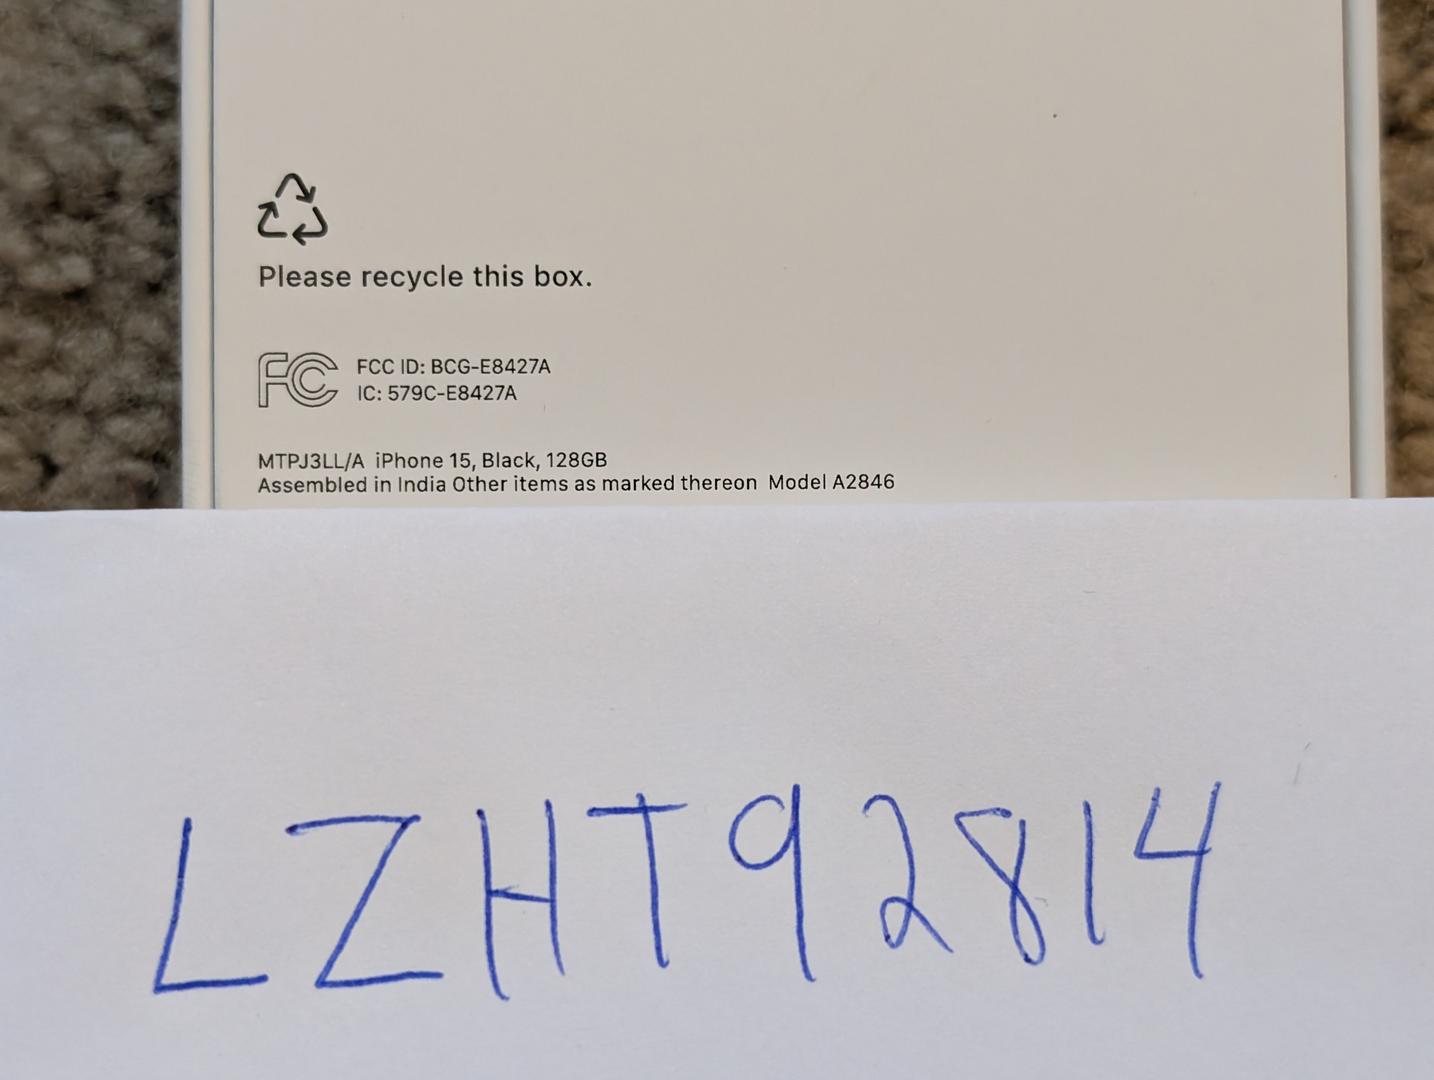 Please recycle this box.
FC FCC ID: BCG-E8427A
IC: 579C-E8427A
MTPJ3LL/A iPhone 15, Black, 128GB
Assembled in India Other items as marked thereon Model A2846
LZHT92814